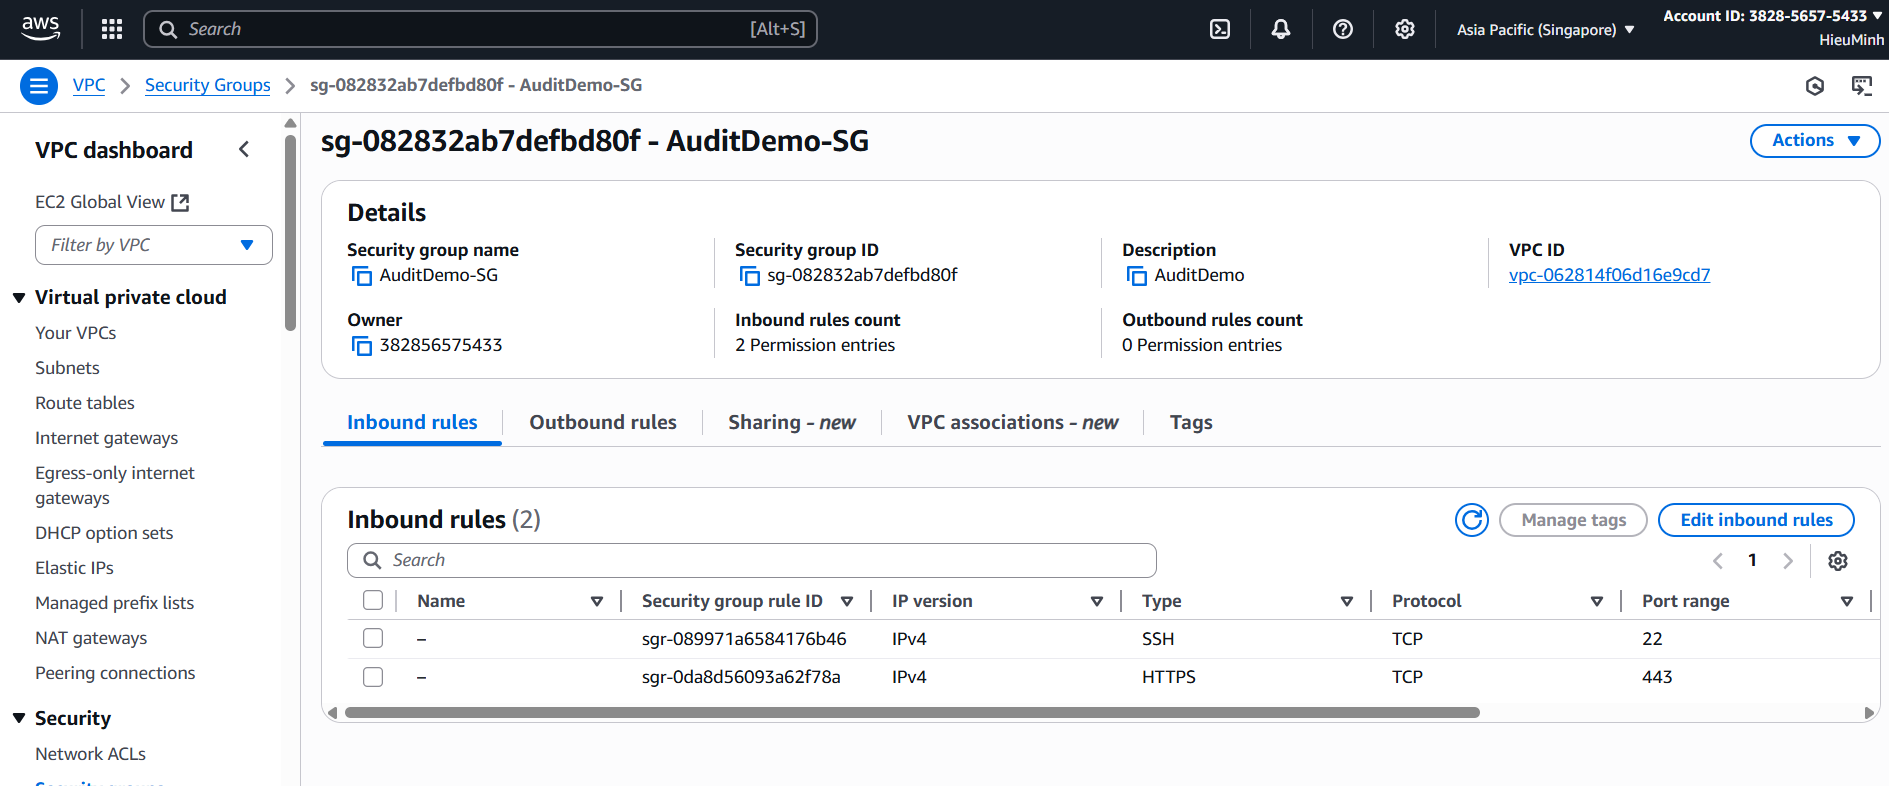 aws
Search
[Alt+S]
Asia Pacific (Singapore)
Account ID: 3828-5657-5433
HieuMinh
VPC
Security Groups
sg-082832ab7defbd80f - AuditDemo-SG
VPC dashboard
EC2 Global View
Filter by VPC
Virtual private cloud
Your VPCs
Subnets
Route tables
Internet gateways
Egress-only internet
gateways
DHCP option sets
Elastic IPs
Managed prefix lists
NAT gateways
Peering connections
Security
Network ACLs
sg-082832ab7defbd80f - AuditDemo-SG
Actions
Details
Security group name
AuditDemo-SG
Security group ID
sg-082832ab7defbd80f
Description
AuditDemo
VPC ID
vpc-062814f06d16e9cd7
Owner
382856575433
Inbound rules count
2 Permission entries
Outbound rules count
0 Permission entries
Inbound rules
Outbound rules
Sharing - new
VPC associations - new
Tags
Inbound rules (2)
Manage tags
Edit inbound rules
Search
1
Name Security group rule ID IP version Type Protocol Port range
– sgr-089971a6584176b46 IPv4 SSH TCP 22
– sgr-0da8d56093a62f78a IPv4 HTTPS TCP 443